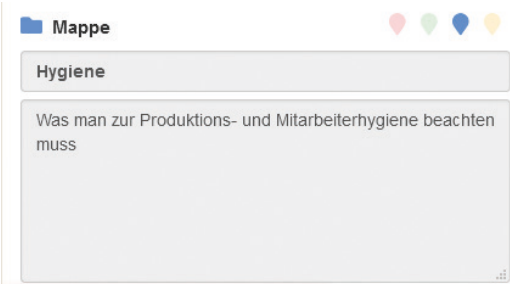 Mappe
Hygiene
Was man zur Produktions- und Mitarbeiterhygiene beachten
muss